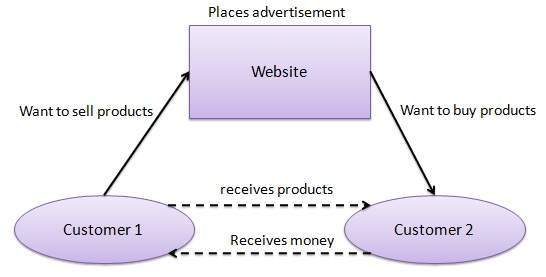 Places advertisement
Website
Want to sell products
Want to buy products
receives products
Customer 1
Customer 2
Receives money